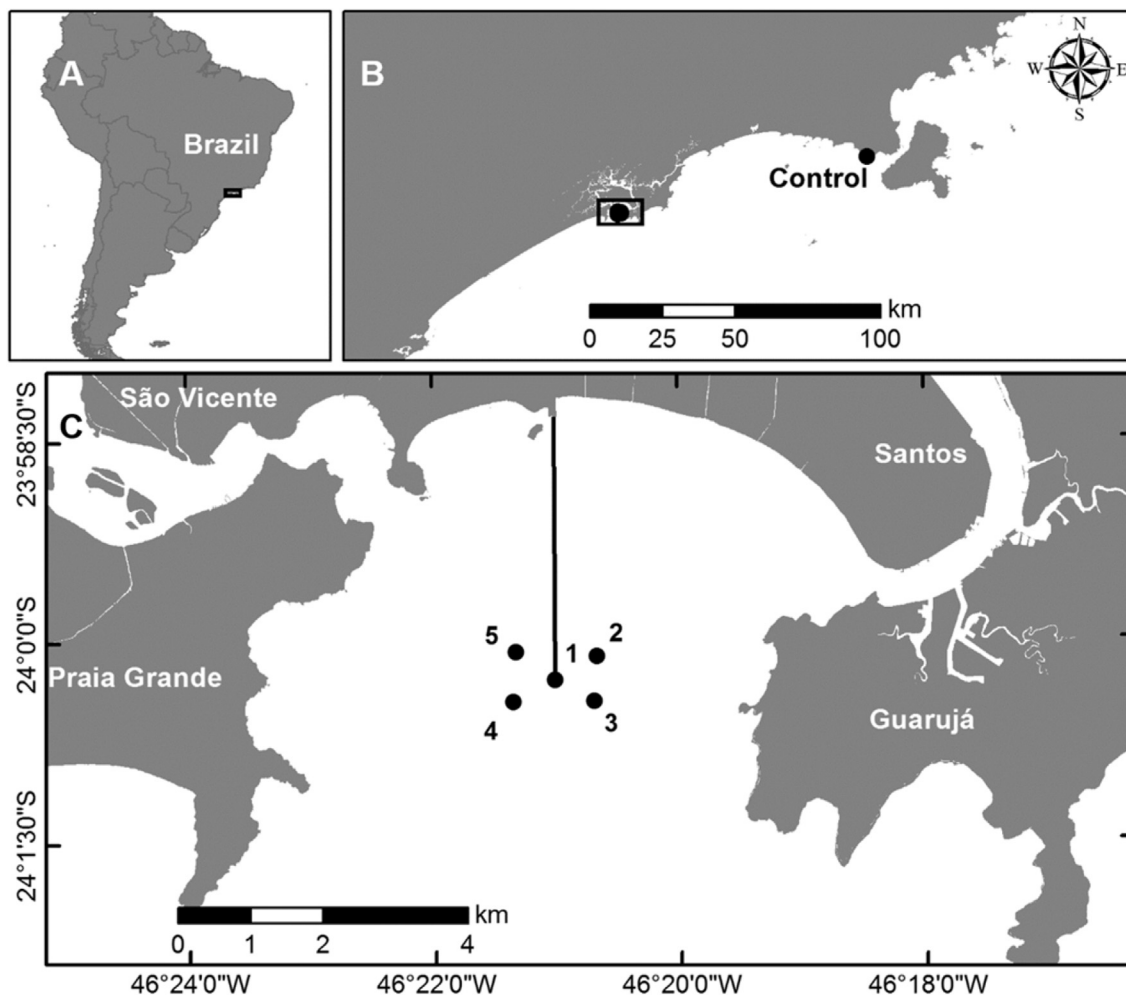 A
Brazil
B
N
W
E
S
Control
km
0
25
50
100
C
São Vicente
Santos
Praia Grande
Guarujá
5
1
2
4
3
km
0
1
2
4
23°58'30"S
24°0'0"S
24°1'30"S
46°24'0"W
46°22'0"W
46°20'0"W
46°18'0"W